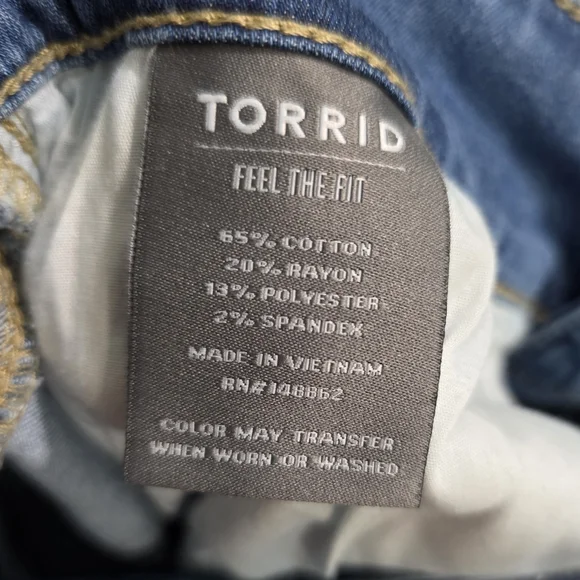 TORRID
FEEL THE FIT
65% COTTON
20% RAYON
13% POLYESTER
2% SPANDEX
MADE IN VIETNAM
RN# 148862
COLOR MAY TRANSFER
WHEN WORN OR WASHED